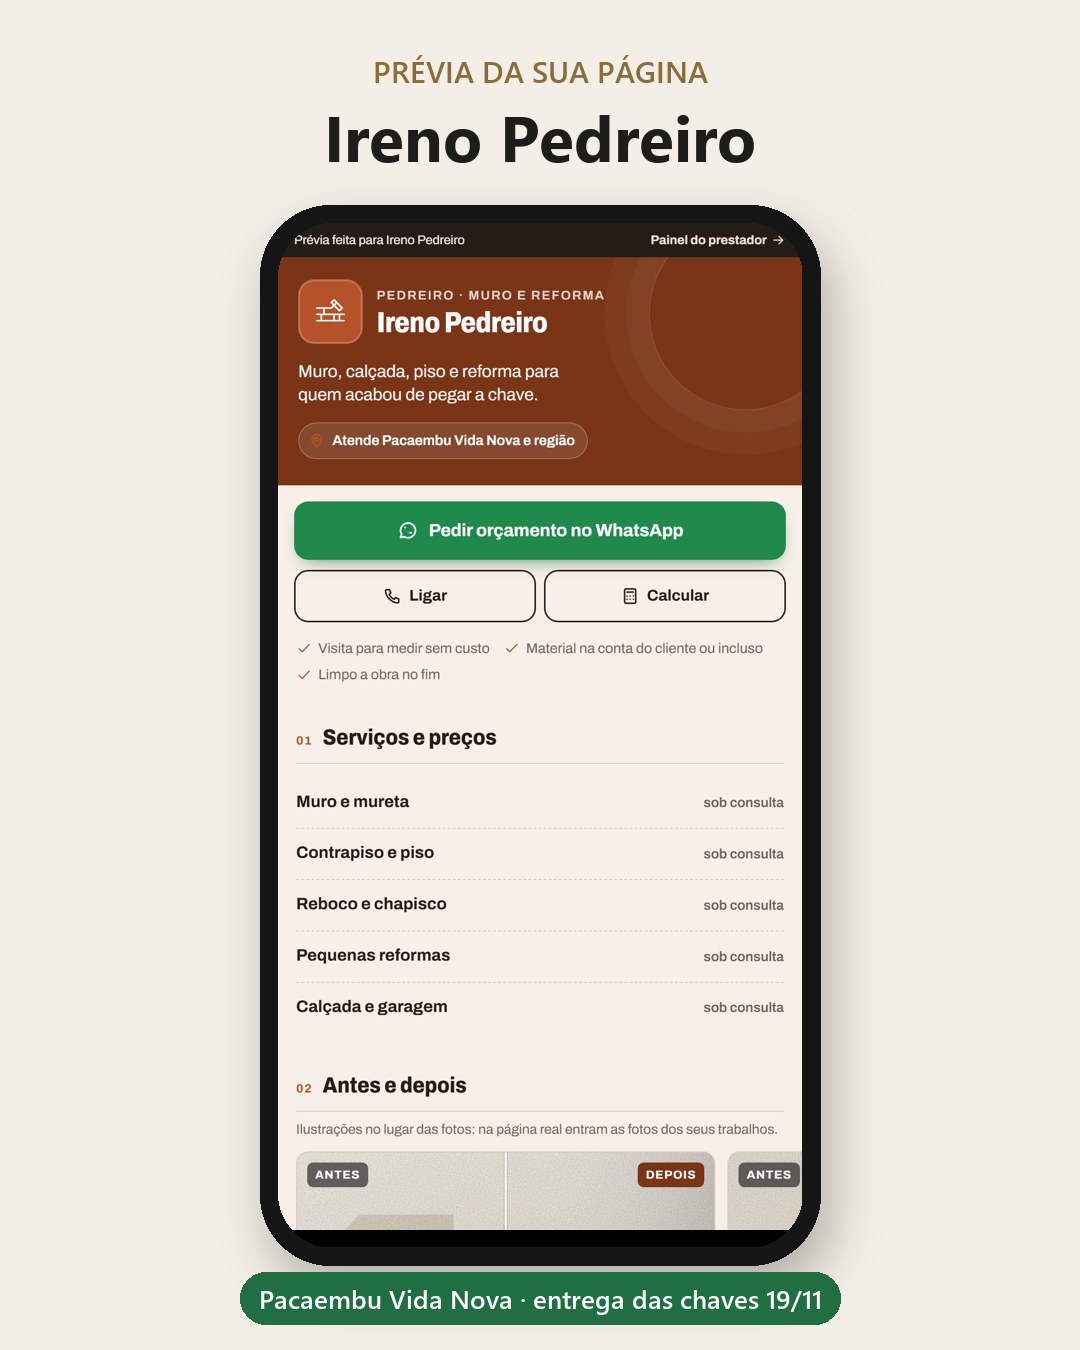 PRÉVIA DA SUA PÁGINA
Ireno Pedreiro
Prévia feita para Ireno Pedreiro
Painel do prestador →
PEDREIRO · MURO E REFORMA
Ireno Pedreiro
Muro, calçada, piso e reforma para
quem acabou de pegar a chave.
Atende Pacaembu Vida Nova e região
Pedir orçamento no WhatsApp
Ligar
Calcular
Visita para medir sem custo
Material na conta do cliente ou incluso
Limpo a obra no fim
01 Serviços e preços
Muro e mureta sob consulta
Contrapiso e piso sob consulta
Reboco e chapisco sob consulta
Pequenas reformas sob consulta
Calçada e garagem sob consulta
02 Antes e depois
Ilustrações no lugar das fotos: na página real entram as fotos dos seus trabalhos.
ANTES
DEPOIS
ANTES
Pacaembu Vida Nova · entrega das chaves 19/11